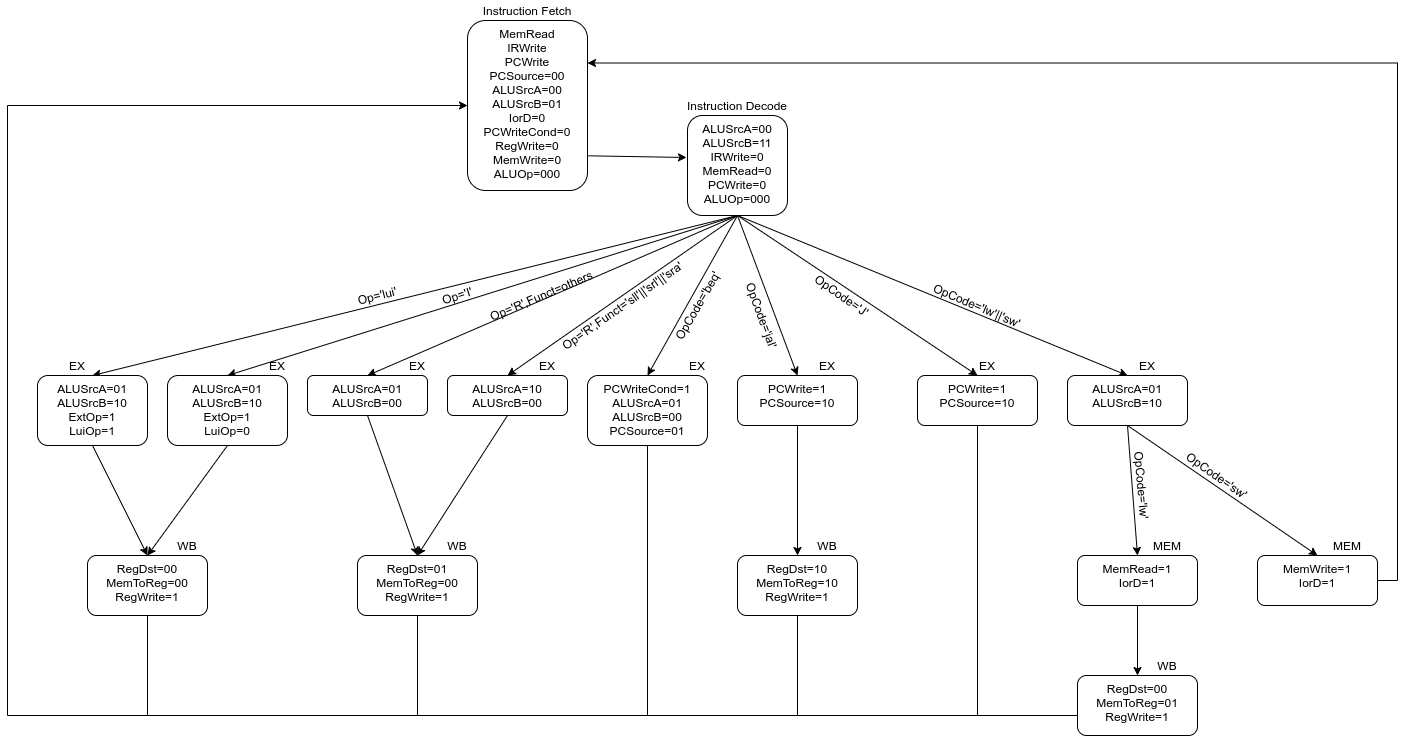 Instruction Fetch
MemRead
IRWrite
PCWrite
PCSource=00
ALUSrcA=00
ALUSrcB=01
IorD=0
PCWriteCond=0
RegWrite=0
MemWrite=0
ALUOp=000
Instruction Decode
ALUSrcA=00
ALUSrcB=11
IRWrite=0
MemRead=0
PCWrite=0
ALUOp=000
Op='lui'
Op='I'
Op='R',Funct=others
Op='R',Funct='sll'||'srl'||'sra'
OpCode='beq'
OpCode='jal'
OpCode='J'
OpCode='lw'||'sw'
EX
ALUSrcA=01
ALUSrcB=10
ExtOp=1
LuiOp=1
EX
ALUSrcA=01
ALUSrcB=10
ExtOp=1
LuiOp=0
EX
ALUSrcA=01
ALUSrcB=00
EX
ALUSrcA=10
ALUSrcB=00
EX
PCWriteCond=1
ALUSrcA=01
ALUSrcB=00
PCSource=01
EX
PCWrite=1
PCSource=10
EX
PCWrite=1
PCSource=10
EX
ALUSrcA=01
ALUSrcB=10
OpCode='lw'
OpCode='sw'
WB
RegDst=00
MemToReg=00
RegWrite=1
WB
RegDst=01
MemToReg=00
RegWrite=1
WB
RegDst=10
MemToReg=10
RegWrite=1
MEM
MemRead=1
IorD=1
MEM
MemWrite=1
IorD=1
WB
RegDst=00
MemToReg=01
RegWrite=1